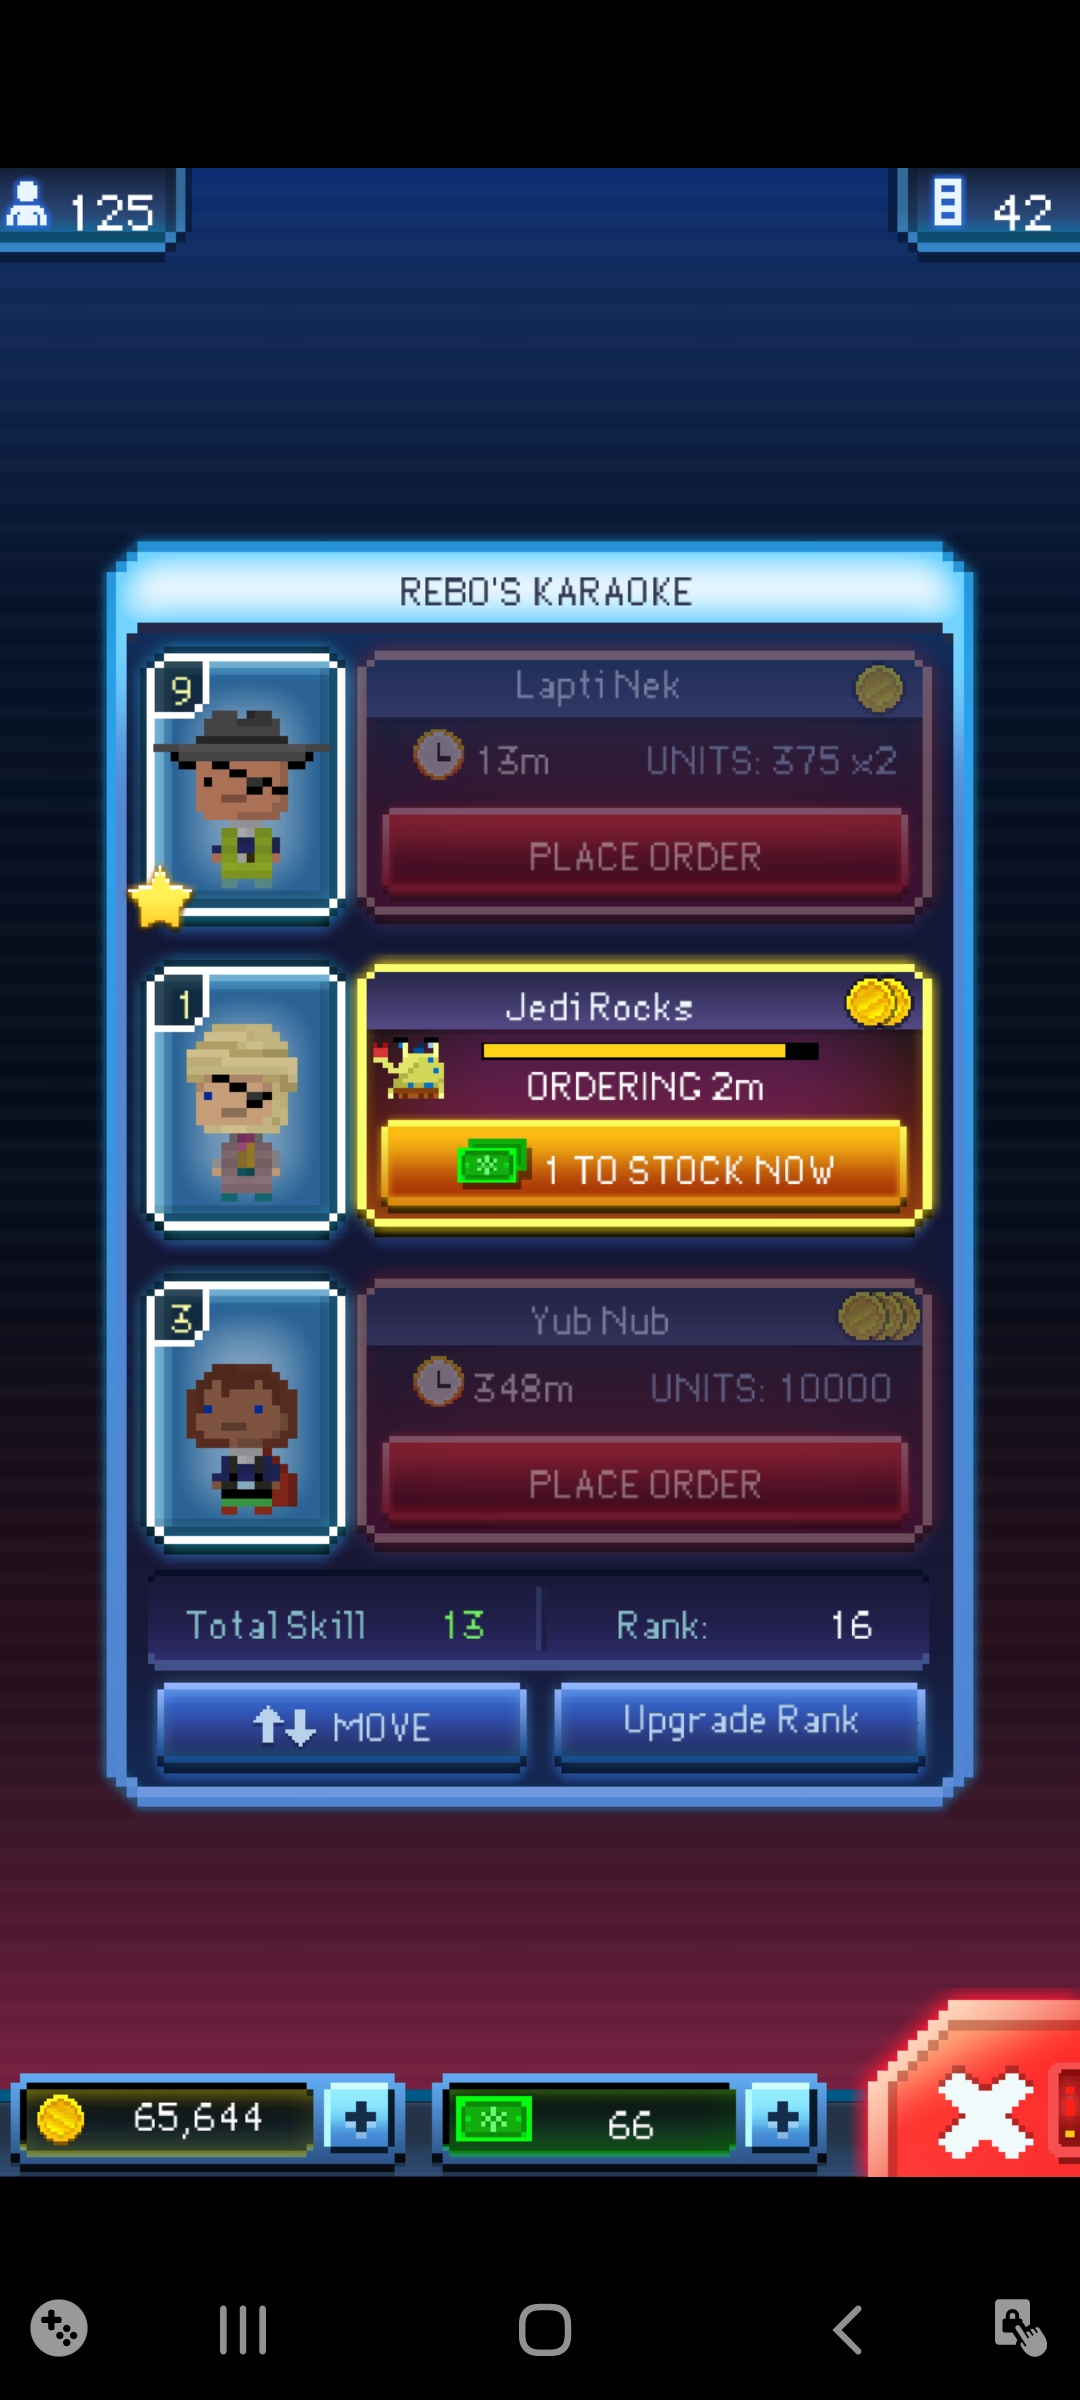 125
42
REBO'S KARAOKE
9
Lapti Nek
13m UNITS: 375 x2
PLACE ORDER
1
Jedi Rocks
ORDERING 2m
1 TO STOCK NOW
3
Yub Nub
348m UNITS: 10000
PLACE ORDER
Total Skill 13 Rank: 16
MOVE Upgrade Rank
65,644 66